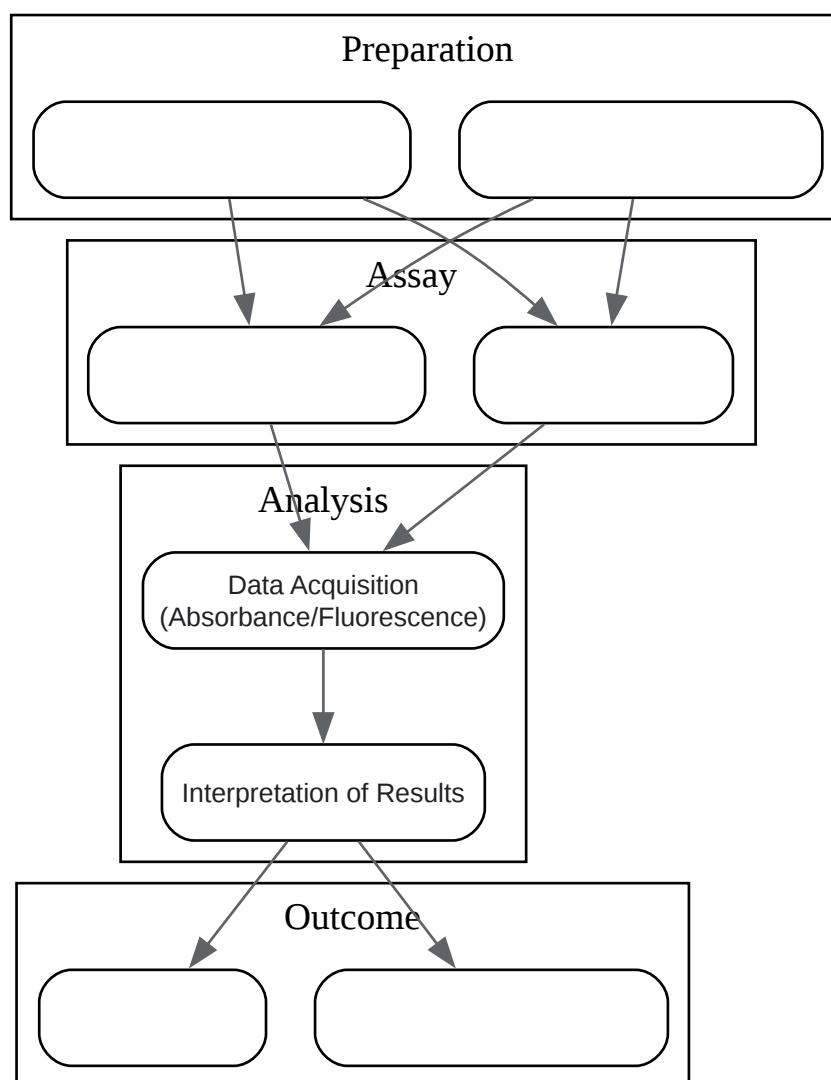 Preparation
Assay
Analysis
Data Acquisition
(Absorbance/Fluorescence)
Interpretation of Results
Outcome